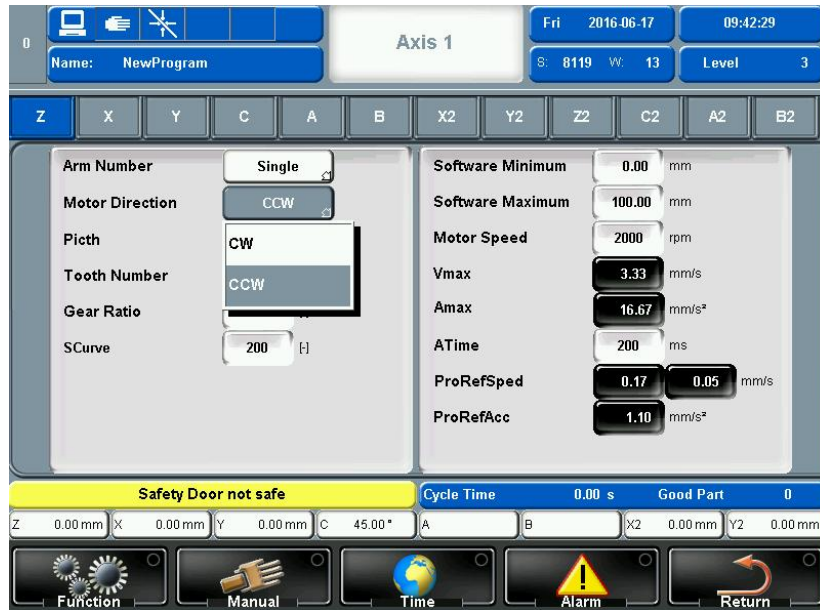 0
Name: NewProgram
Axis 1
Fri 2016-06-17
09:42:29
S: 8119 W: 13
Level 3
Z X Y C A B X2 Y2 Z2 C2 A2 B2
Arm Number Single
Motor Direction CCW
Picth
CW
Tooth Number
CCW
Gear Ratio
SCurve 200 [-]
Software Minimum 0.00 mm
Software Maximum 100.00 mm
Motor Speed 2000 rpm
Vmax 3.33 mm/s
Amax 16.67 mm/s²
ATime 200 ms
ProRefSped 0.17 0.05 mm/s
ProRefAcc 1.10 mm/s²
Safety Door not safe
Cycle Time 0.00 s Good Part 0
Z 0.00 mm X 0.00 mm Y 0.00 mm C 45.00 ° A B X2 0.00 mm Y2 0.00 mm
Function Manual Time Alarm Return